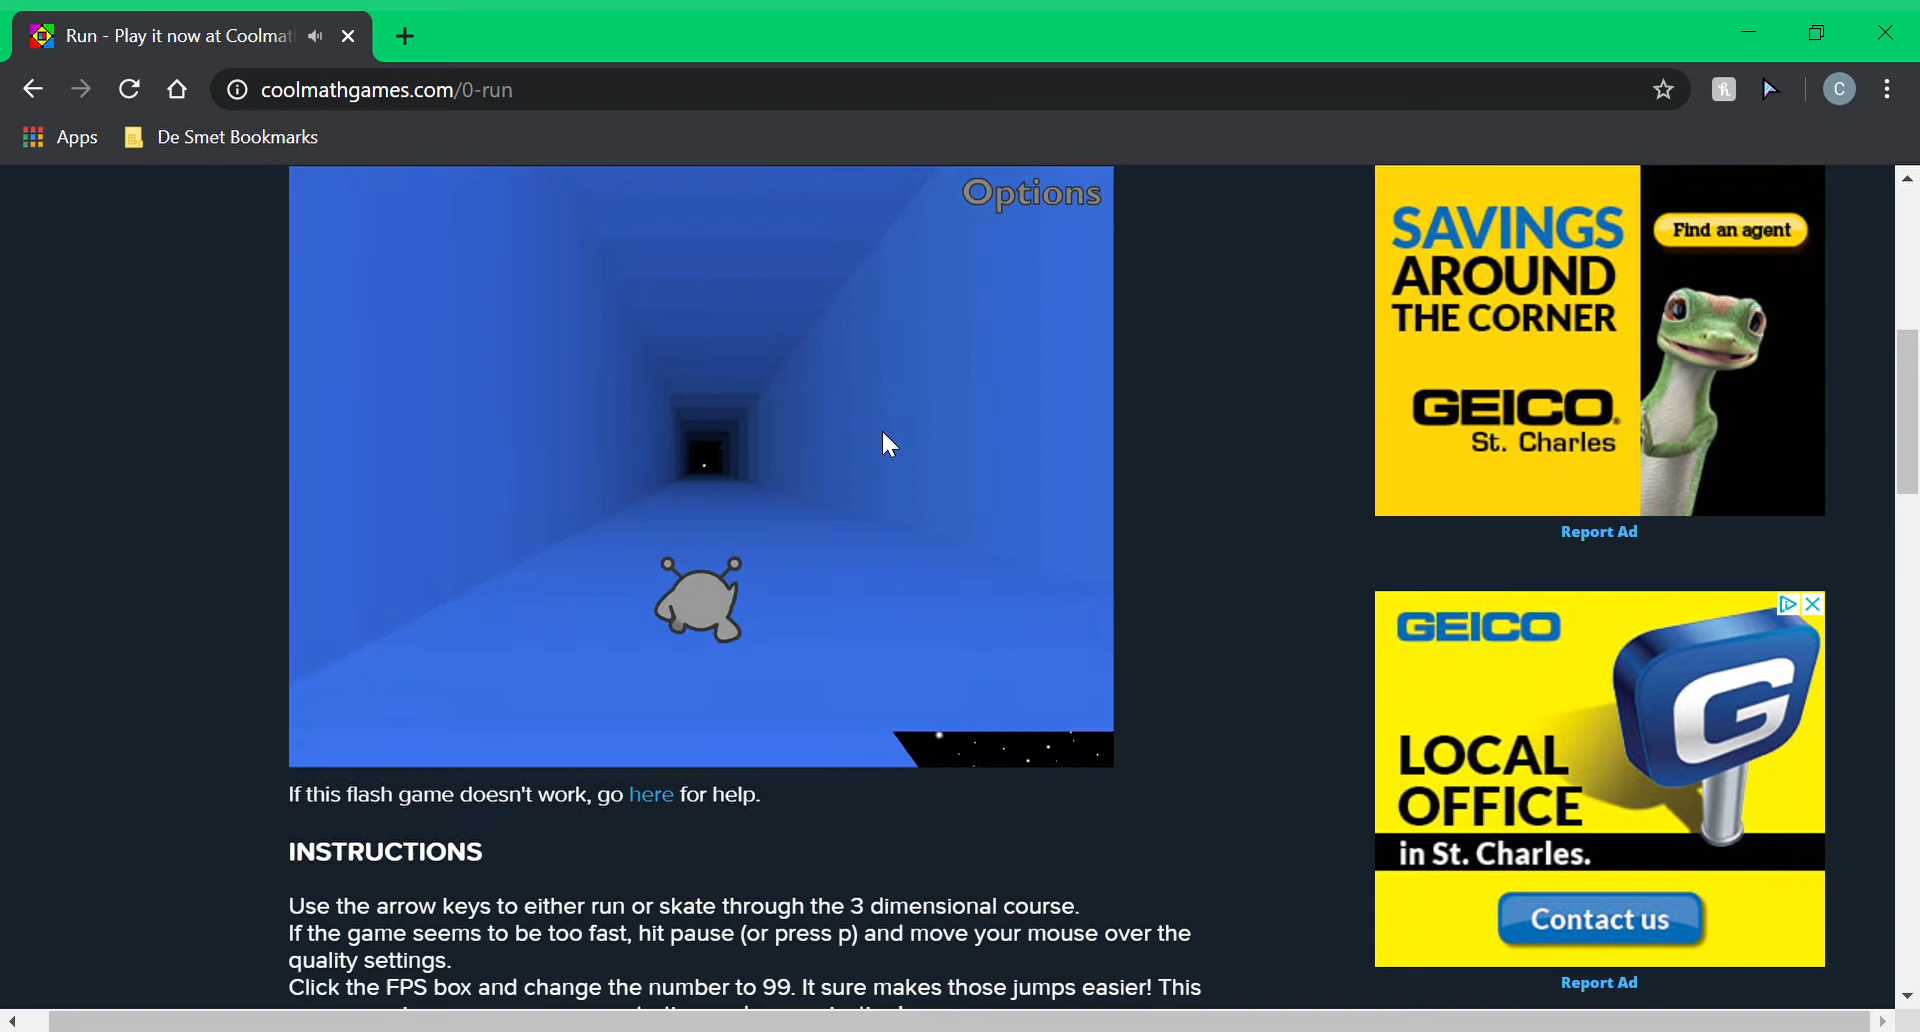 Run - Play it now at Coolmat
coolmathgames.com/0-run
C
Apps
De Smet Bookmarks
Options
SAVINGS
AROUND
THE CORNER
GEICO
St. Charles
Find an agent
Report Ad
If this flash game doesn't work, go here for help.
INSTRUCTIONS
Use the arrow keys to either run or skate through the 3 dimensional course.
If the game seems to be too fast, hit pause (or press p) and move your mouse over the
quality settings.
Click the FPS box and change the number to 99. It sure makes those jumps easier! This
GEICO
G
LOCAL
OFFICE
in St. Charles.
Contact us
Report Ad